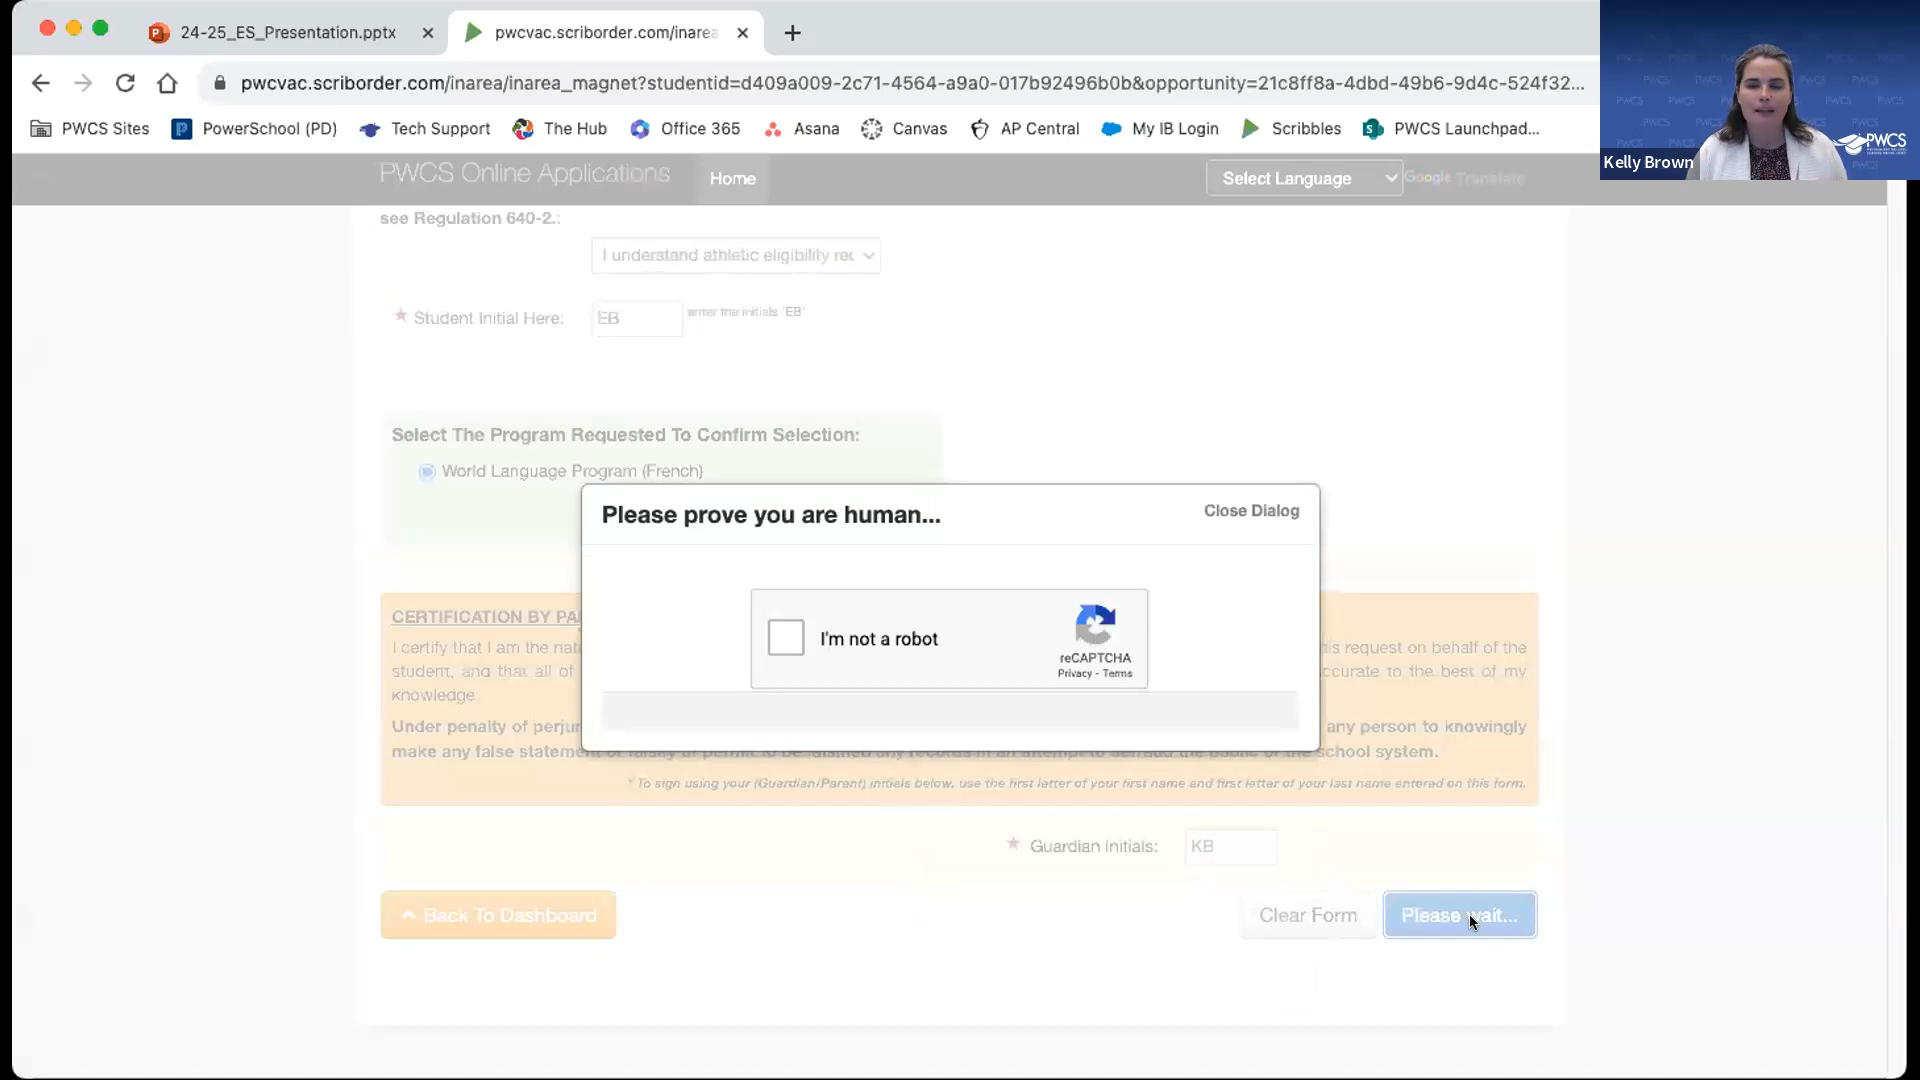 24-25_ES_Presentation.pptx
pwcvac.scriborder.com/inarea
pwcvac.scriborder.com/inarea/inarea_magnet?studentid=d409a009-2c71-4564-a9a0-017b92496b0b&opportunity=21c8ff8a-4dbd-49b6-9d4c-524f32...
PWCS Sites PowerSchool (PD) Tech Support The Hub Office 365 Asana Canvas AP Central My IB Login Scribbles PWCS Launchpad...
PWCS
Kelly Brown
PWCS Online Applications Home Select Language Google Translate
see Regulation 640-2.:
I understand athletic eligibility rec
* Student Initial Here: EB enter the initials 'EB'
Select The Program Requested To Confirm Selection:
World Language Program (French)
Please prove you are human... Close Dialog
I'm not a robot
reCAPTCHA
Privacy - Terms
CERTIFICATION BY PA
I certify that I am the nat is request on behalf of the
student, and that all of ccurate to the best of my
knowledge
Under penalty of perju any person to knowingly
make any false statement school system.
* To sign using your (Guardian/Parent) initials below, use the first letter of your first name and first letter of your last name entered on this form.
* Guardian Initials: KB
Back To Dashboard Clear Form Please wait...